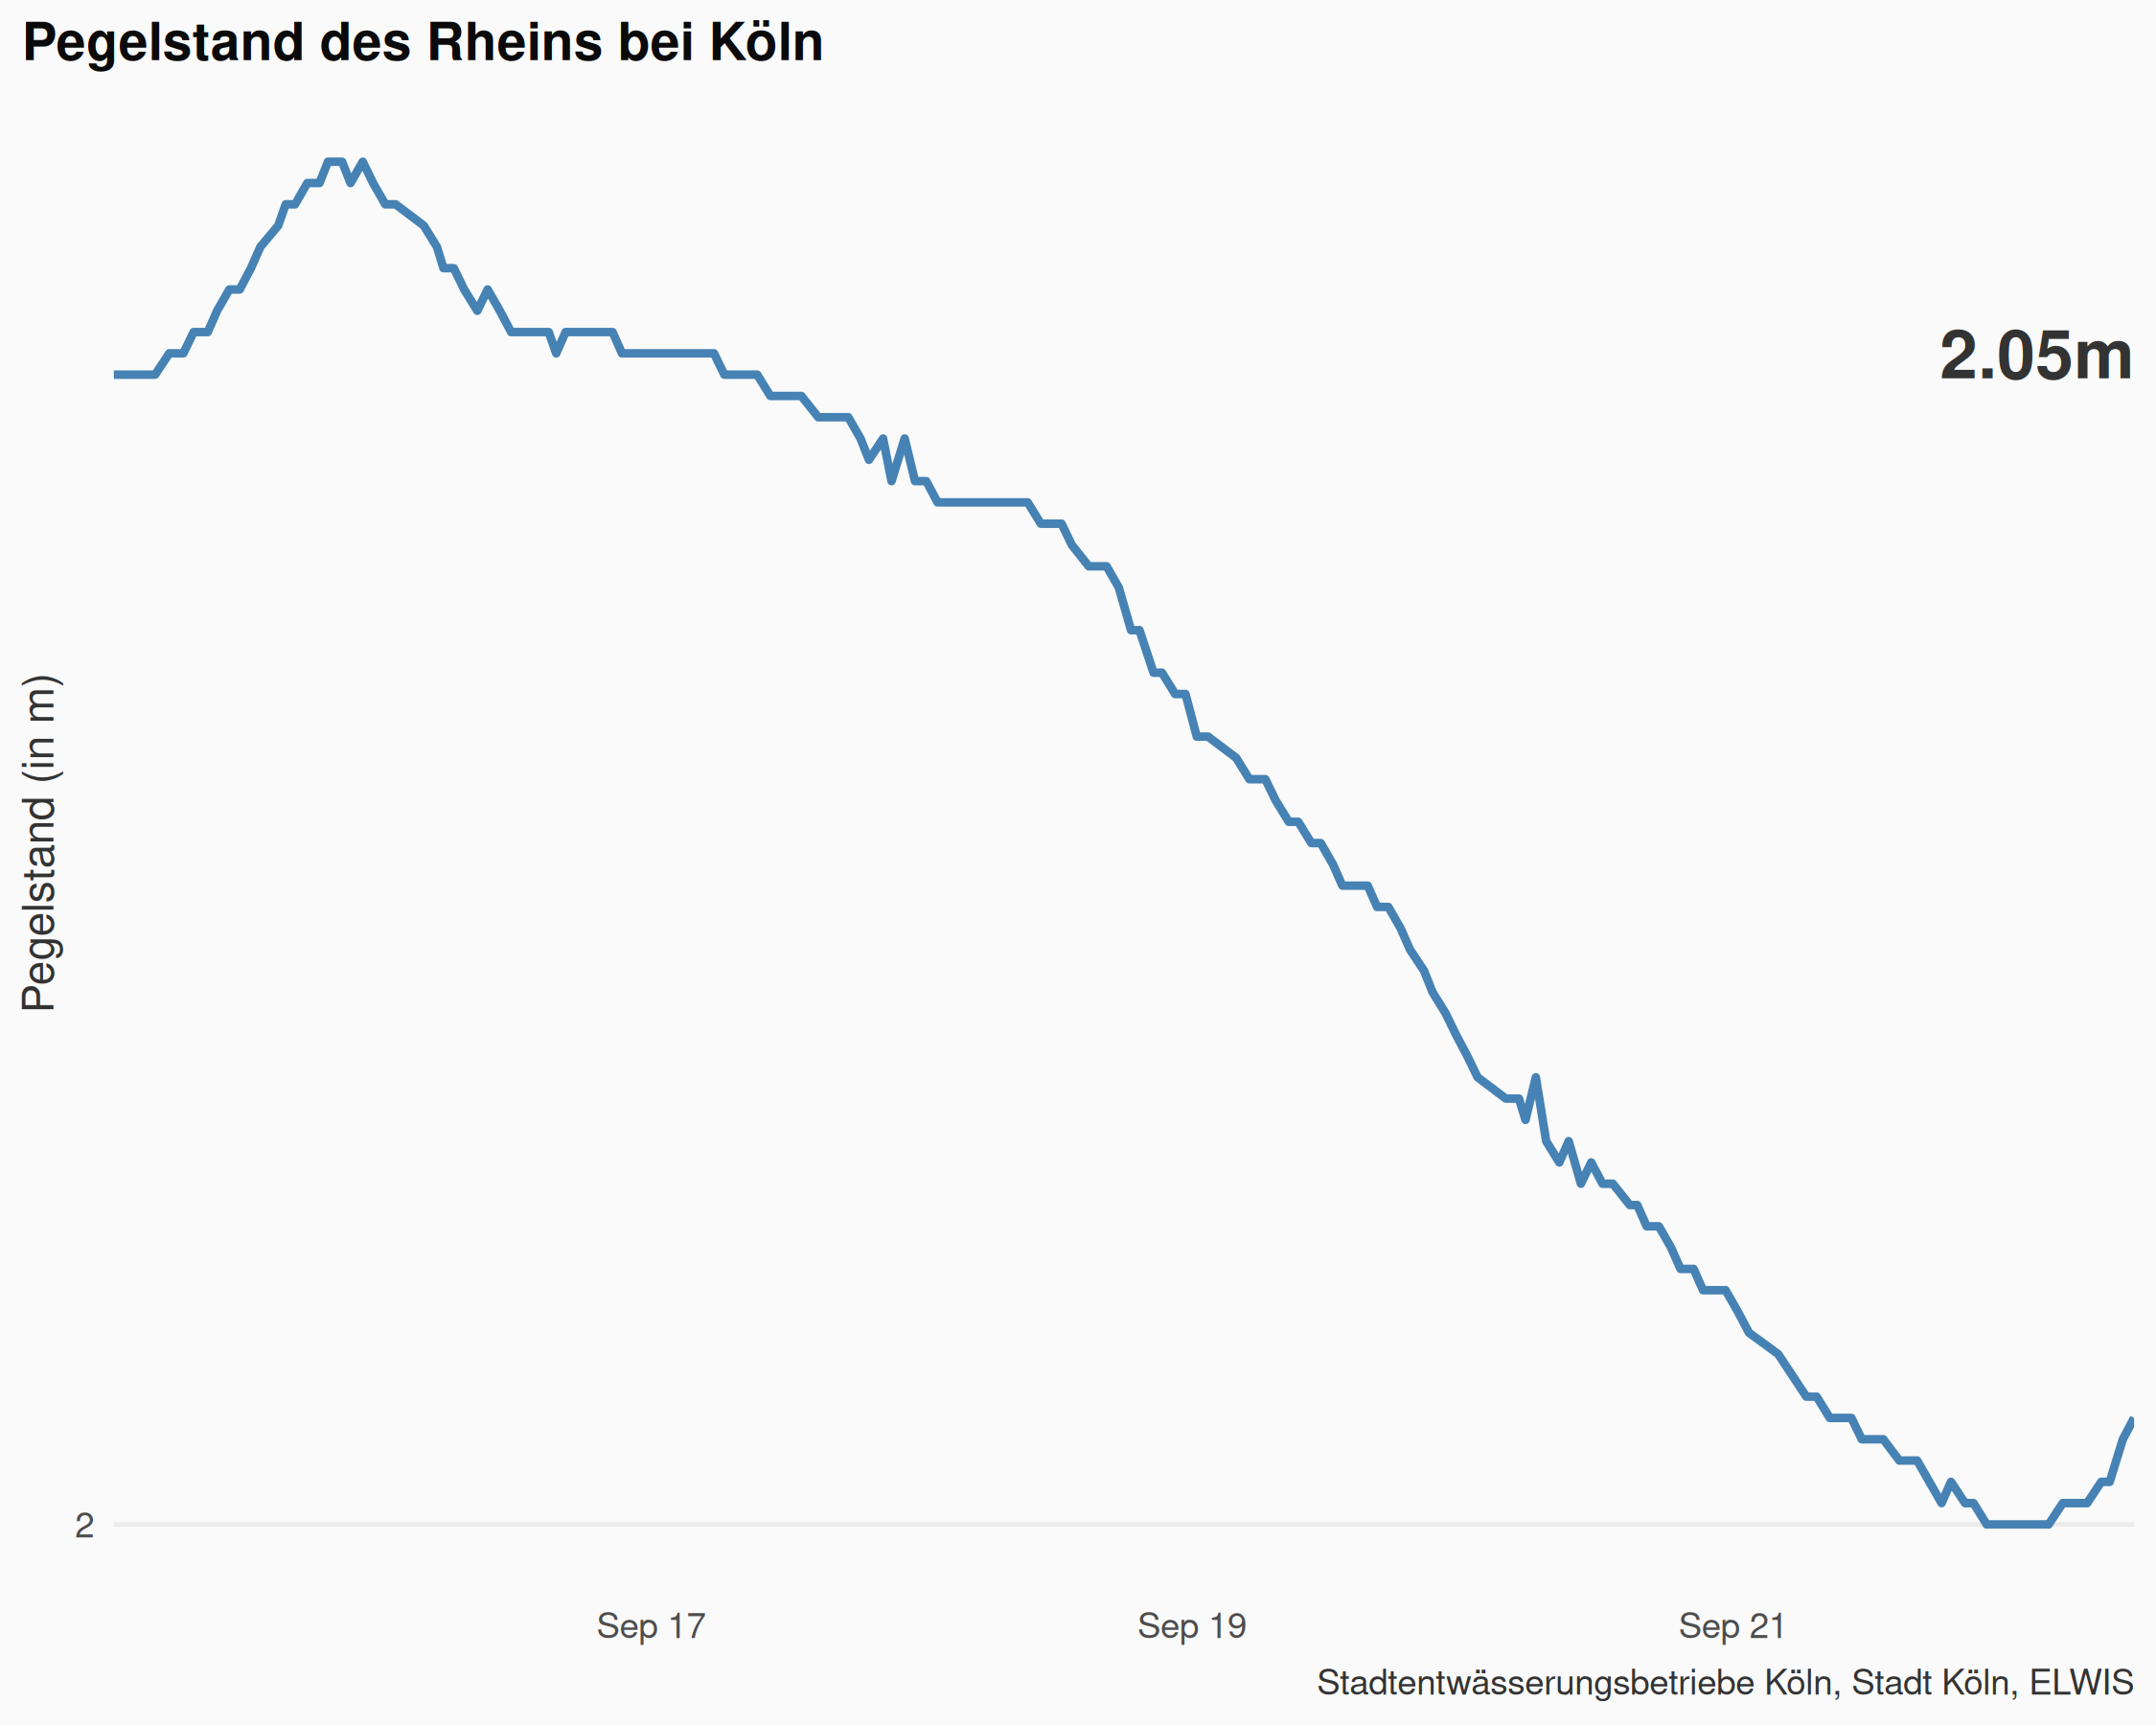 Pegelstand des Rheins bei Köln
2.05m
Pegelstand (in m)
2
Sep 17
Sep 19
Sep 21
Stadtentwässerungsbetriebe Köln, Stadt Köln, ELWIS